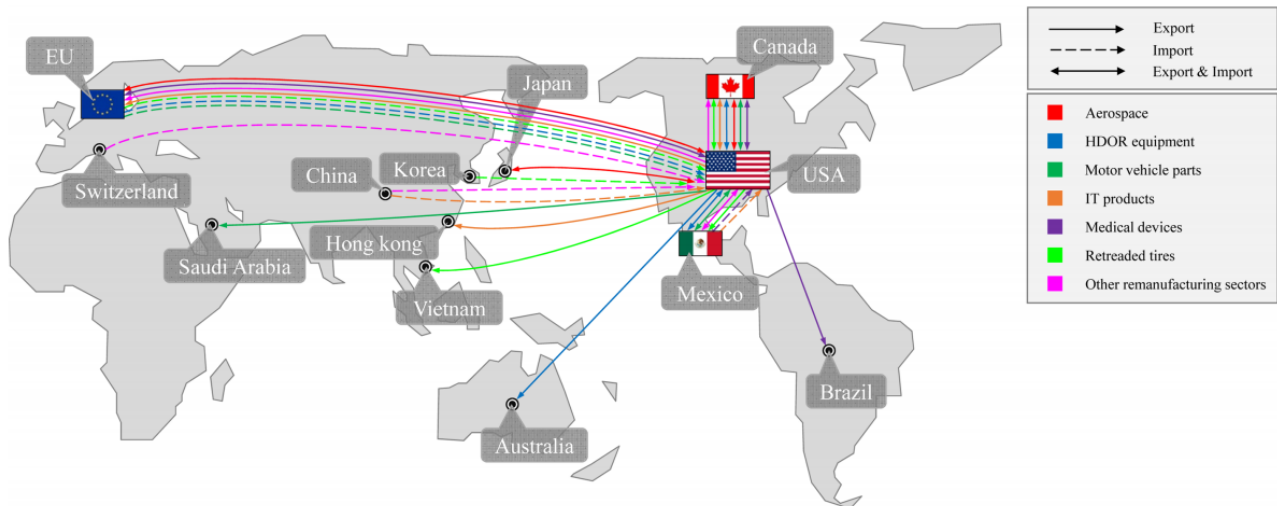 EU
Japan
Canada
Switzerland
China
Korea
USA
Saudi Arabia
Hong kong
Vietnam
Mexico
Brazil
Australia
Export
Import
Export & Import
Aerospace
HDOR equipment
Motor vehicle parts
IT products
Medical devices
Retreaded tires
Other remanufacturing sectors